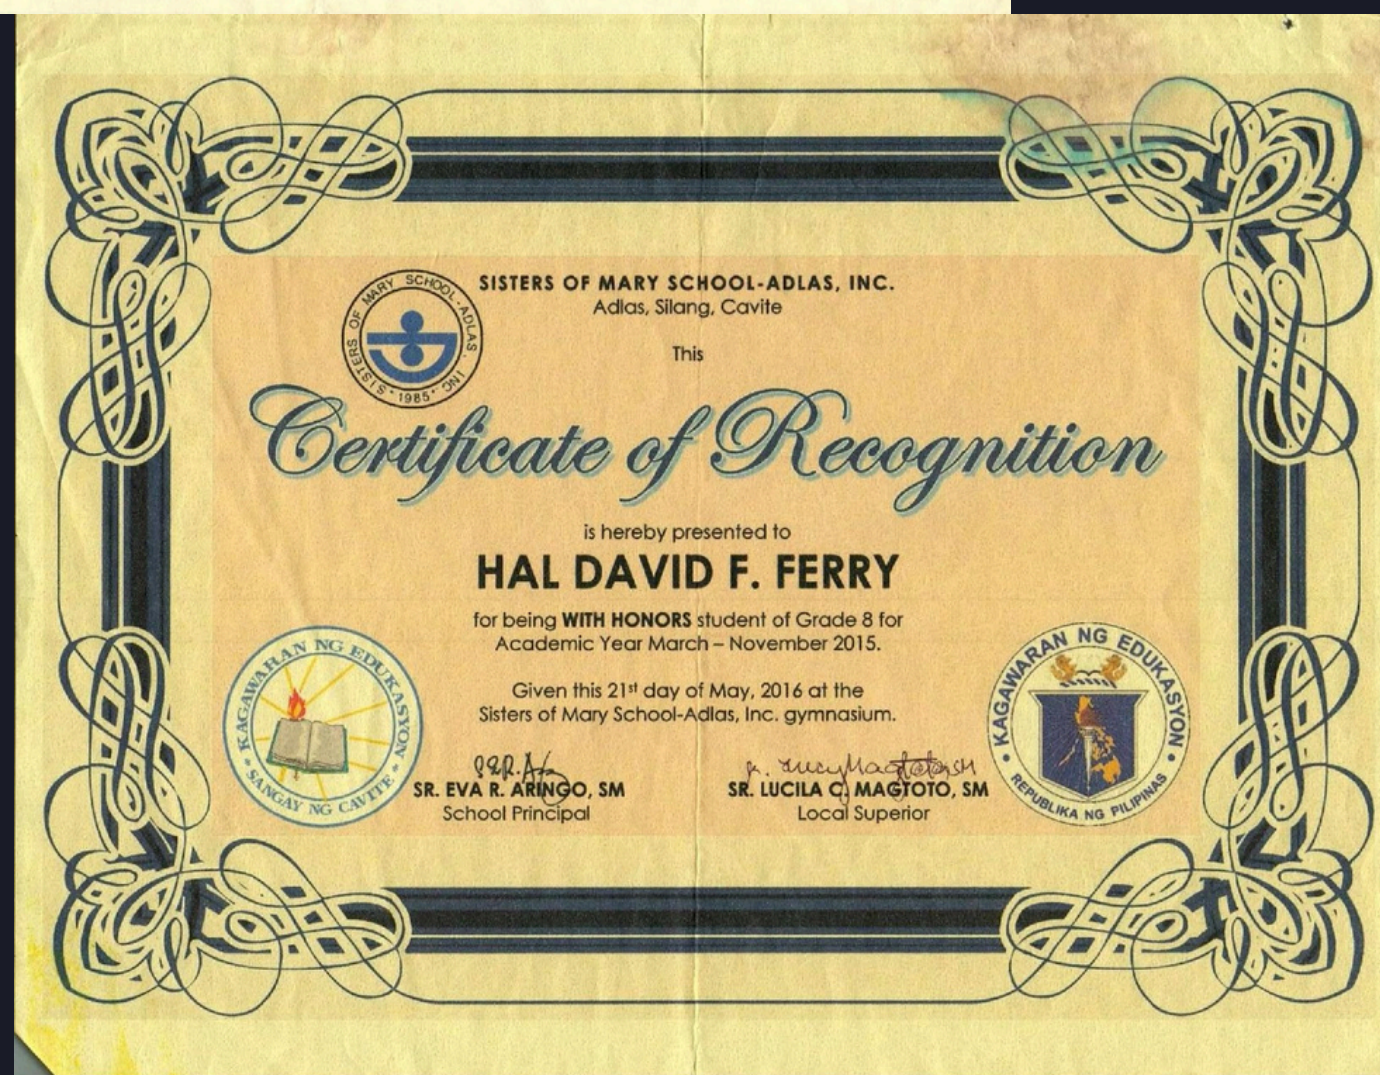 SISTERS OF MARY SCHOOL-ADLAS, INC.
Adlas, Silang, Cavite
SISTERS OF MARY SCHOOL-ADLAS, INC.
• 1985 •
This
Certificate of Recognition
is hereby presented to
HAL DAVID F. FERRY
for being WITH HONORS student of Grade 8 for
Academic Year March – November 2015.
Given this 21st day of May, 2016 at the
Sisters of Mary School-Adlas, Inc. gymnasium.
KAGAWARAN NG EDUKASYON
• SANGAY NG CAVITE •
SR. EVA R. ARINGO, SM
School Principal
SR. LUCILA C. MAGTOTO, SM
Local Superior
• KAGAWARAN NG EDUKASYON •
REPUBLIKA NG PILIPINAS